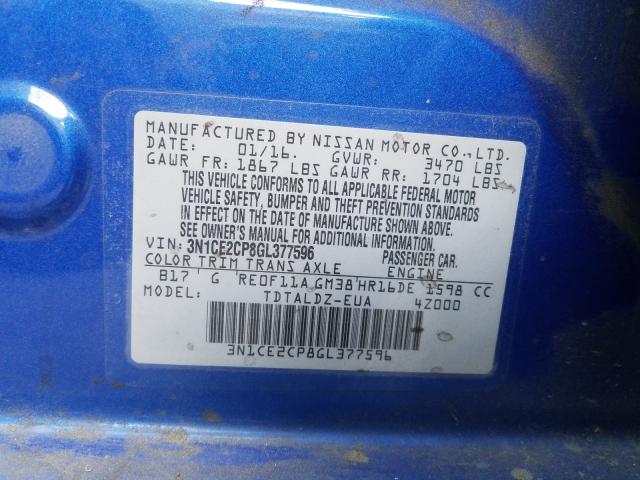 MANUFACTURED BY NISSAN MOTOR CO.,LTD.
DATE: 01/16. GVWR: 3470 LBS
GAWR FR: 1867 LBS GAWR RR: 1704 LBS
THIS VEHICLE CONFORMS TO ALL APPLICABLE FEDERAL MOTOR
VEHICLE SAFETY, BUMPER AND THEFT PREVENTION STANDARDS
IN EFFECT ON THE DATE OF MANUFACTURE SHOWN ABOVE.
SEE OWNER'S MANUAL FOR ADDITIONAL INFORMATION.
VIN: 3N1CE2CP8GL377596 PASSENGER CAR.
COLOR TRIM TRANS AXLE ENGINE
B17 ' G RE0F11A GM38 'HR16DE 1598 CC
MODEL: TDTALDZ-EUA 4Z000
3N1CE2CP8GL377596